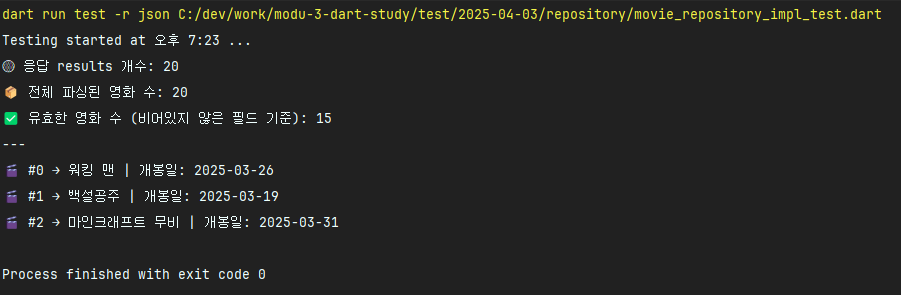 dart run test -r json C:/dev/work/modu-3-dart-study/test/2025-04-03/repository/movie_repository_impl_test.dart
Testing started at 오후 7:23 ...
🌐 응답 results 개수: 20
📦 전체 파싱된 영화 수: 20
✅ 유효한 영화 수 (비어있지 않은 필드 기준): 15
---
🎬 #0 → 워킹 맨 | 개봉일: 2025-03-26
🎬 #1 → 백설공주 | 개봉일: 2025-03-19
🎬 #2 → 마인크래프트 무비 | 개봉일: 2025-03-31
Process finished with exit code 0